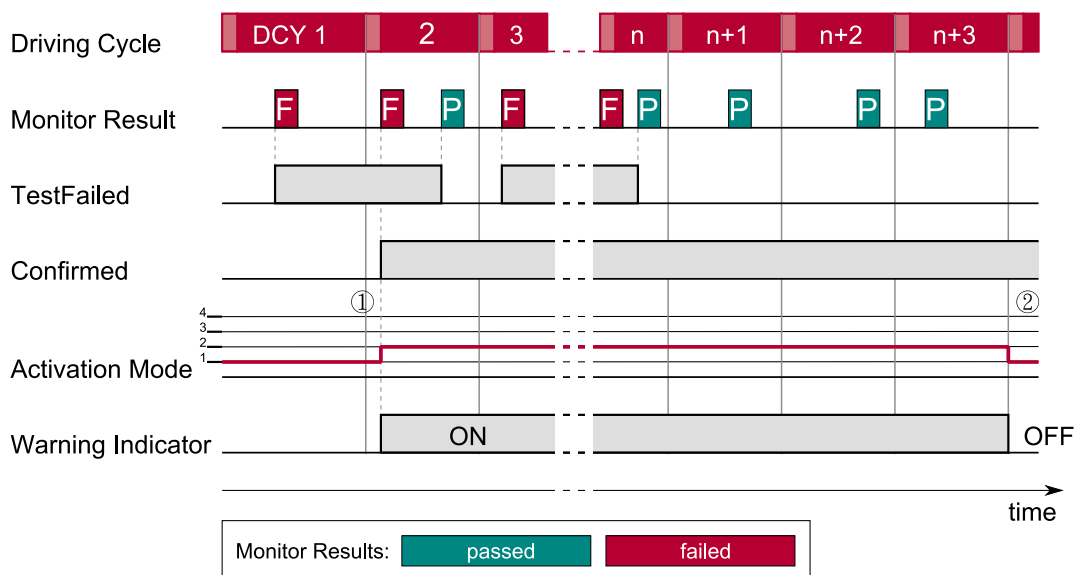 Driving Cycle DCY 1 2 3 n n+1 n+2 n+3
Monitor Result F F P F F P P P P
TestFailed
Confirmed
① ②
4
3
2
1
Activation Mode
Warning Indicator ON OFF
time
Monitor Results: passed failed